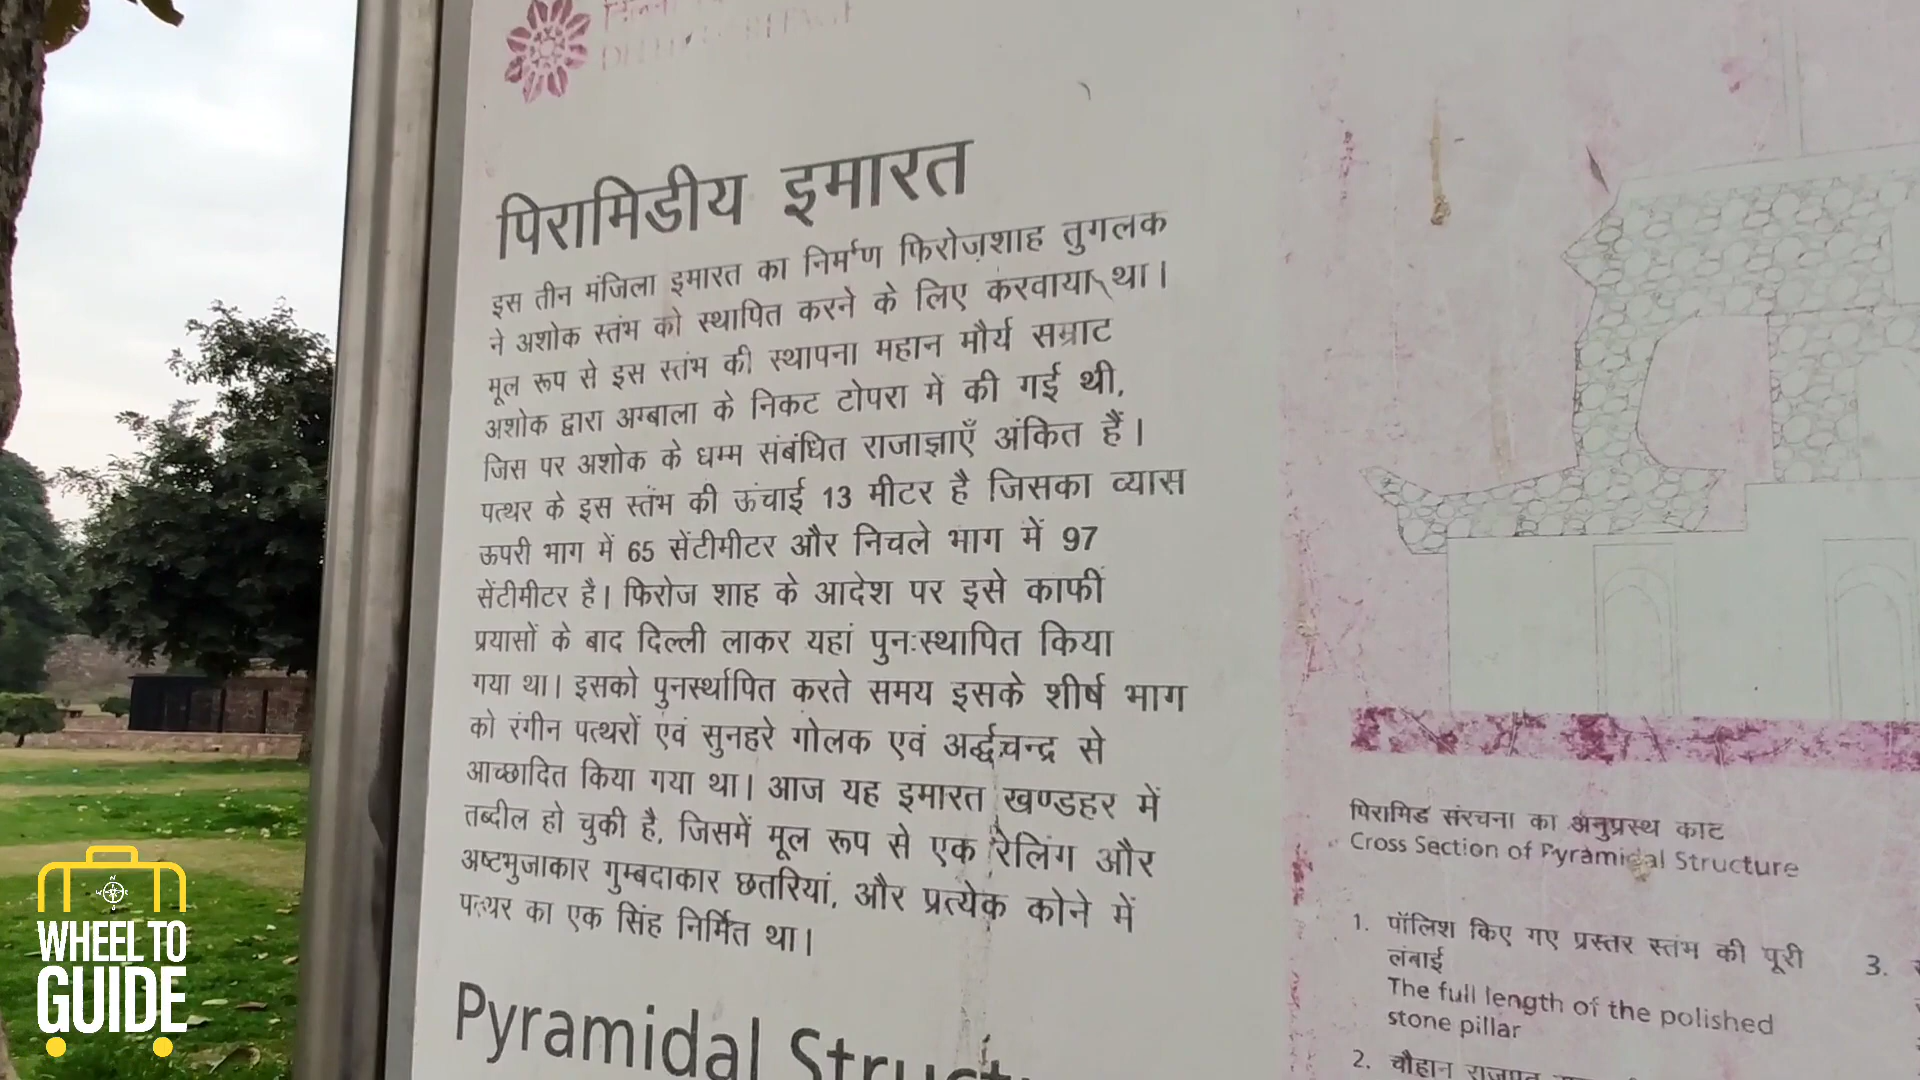 पिरामिडीय इमारत
इस तीन मंजिला इमारत का निर्माण फिरोज़शाह तुगलक
ने अशोक स्तंभ को स्थापित करने के लिए करवाया था।
मूल रूप से इस स्तंभ की स्थापना महान मौर्य सम्राट
अशोक द्वारा अम्बाला के निकट टोपरा में की गई थी,
जिस पर अशोक के धम्म संबंधित राजाज्ञाएँ अंकित हैं।
पत्थर के इस स्तंभ की ऊंचाई 13 मीटर है जिसका व्यास
ऊपरी भाग में 65 सेंटीमीटर और निचले भाग में 97
सेंटीमीटर है। फिरोज शाह के आदेश पर इसे काफी
प्रयासों के बाद दिल्ली लाकर यहां पुनःस्थापित किया
गया था। इसको पुनर्स्थापित करते समय इसके शीर्ष भाग
को रंगीन पत्थरों एवं सुनहरे गोलक एवं अर्द्धचन्द्र से
आच्छादित किया गया था। आज यह इमारत खण्डहर में
तब्दील हो चुकी है, जिसमें मूल रूप से एक रेलिंग और
अष्टभुजाकार गुम्बदाकार छतरियां, और प्रत्येक कोने में
पत्थर का एक सिंह निर्मित था।
Pyramidal
पिरामिड संरचना का अनुप्रस्थ काट
Cross Section of Pyramidal Structure
1. पॉलिश किए गए प्रस्तर स्तंभ की पूरी
लंबाई
The full length of the polished
stone pillar
2. चौहान
3.
WHEEL TO
GUIDE